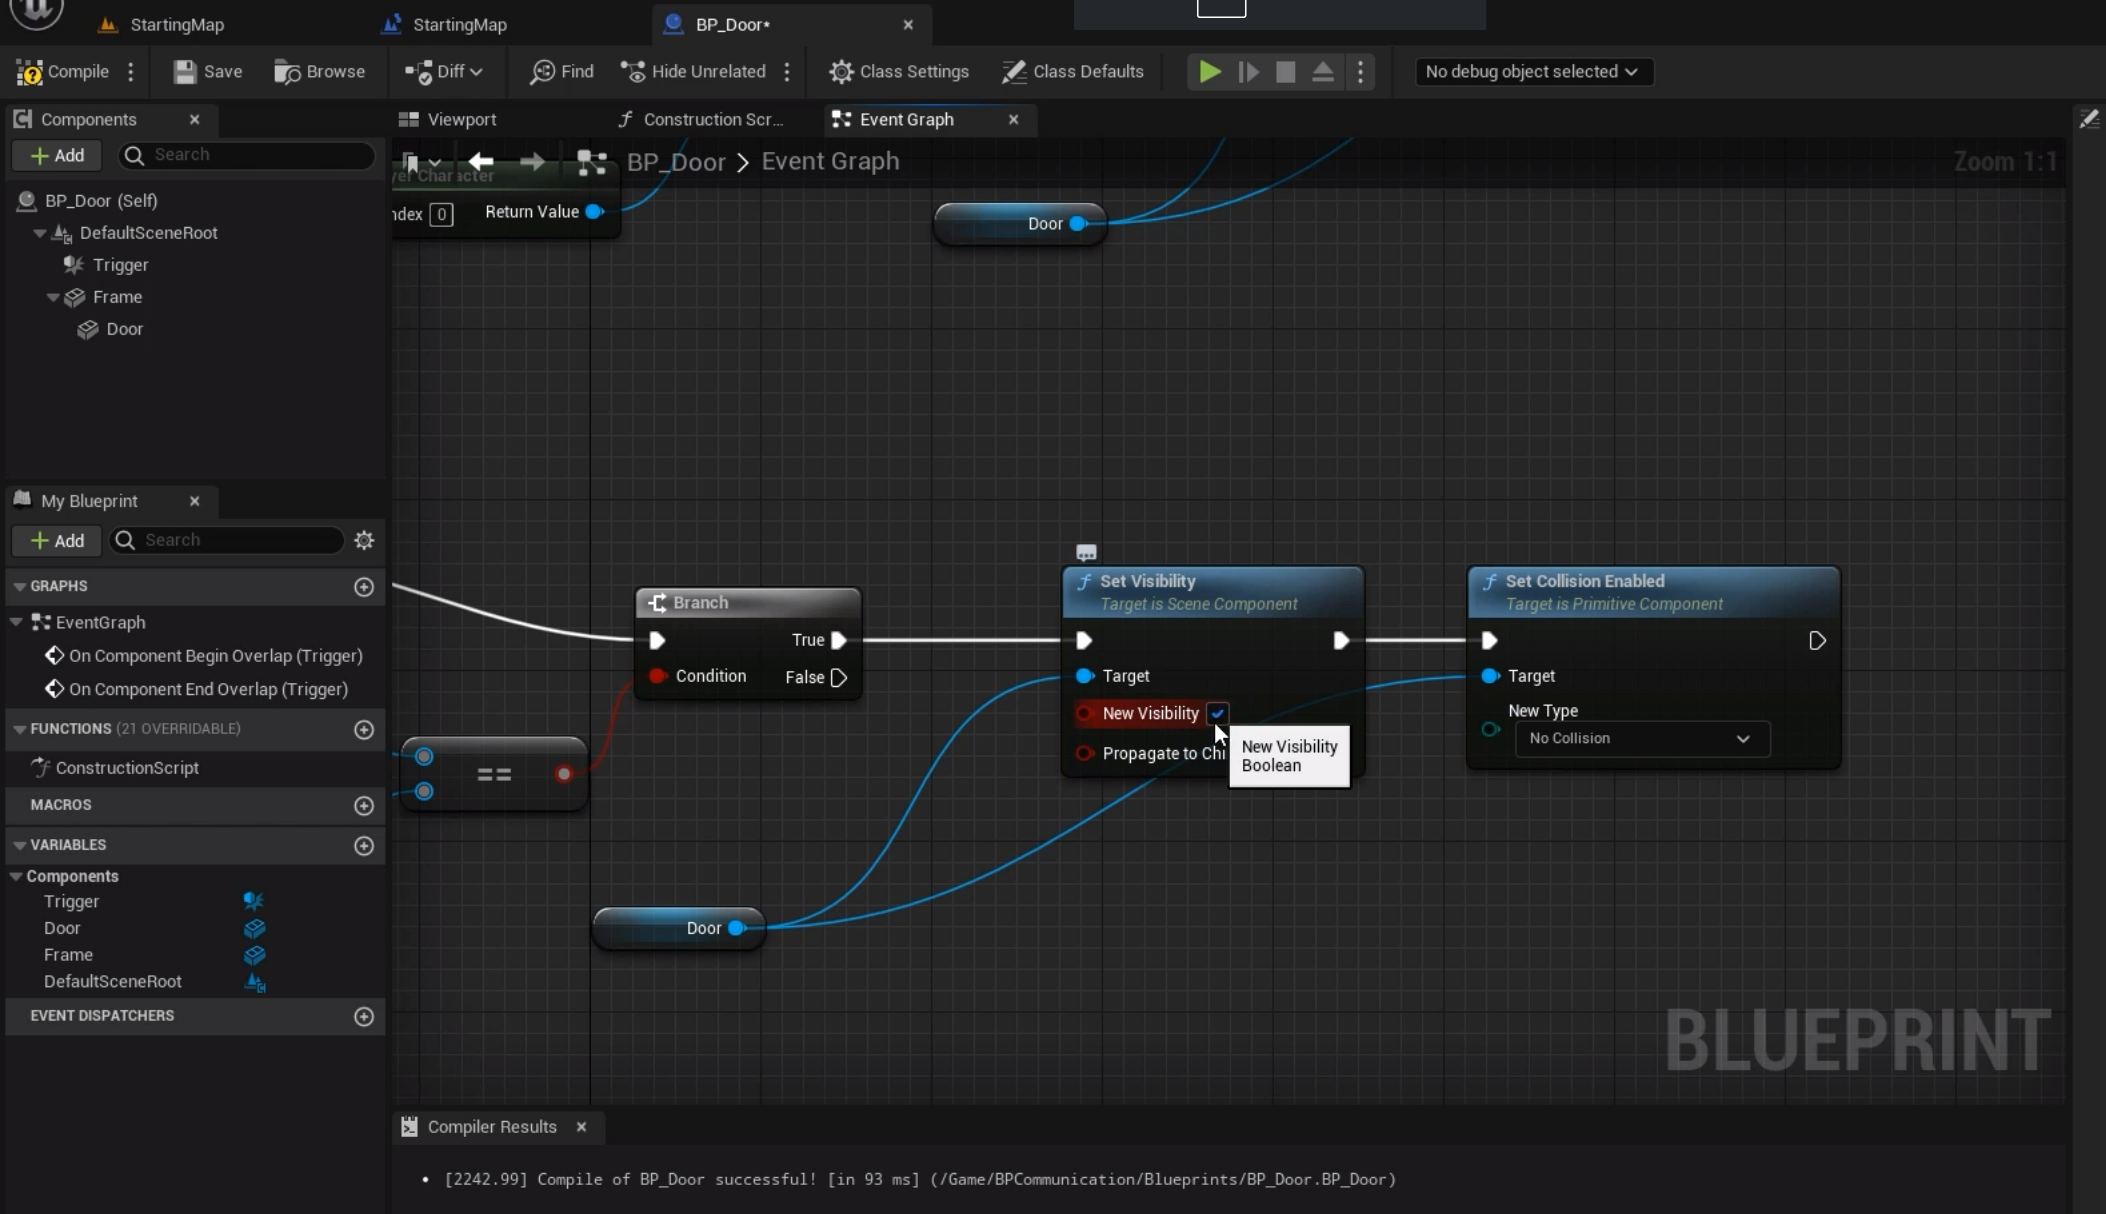 StartingMap
StartingMap
BP_Door*
Compile
Save
Browse
Diff
Find
Hide Unrelated
Class Settings
Class Defaults
No debug object selected
Components
Viewport
Construction Scr...
Event Graph
Add
Search
BP_Door > Event Graph
Zoom 1:1
Character
BP_Door (Self)
0
Return Value
Door
DefaultSceneRoot
Trigger
Frame
Door
My Blueprint
Add
Search
GRAPHS
EventGraph
On Component Begin Overlap (Trigger)
On Component End Overlap (Trigger)
FUNCTIONS (21 OVERRIDABLE)
ConstructionScript
MACROS
VARIABLES
Components
Trigger
Door
Frame
DefaultSceneRoot
EVENT DISPATCHERS
Branch
True
Condition
False
==
Door
Set Visibility
Target is Scene Component
Target
New Visibility
Propagate to Chi
New Visibility
Boolean
Set Collision Enabled
Target is Primitive Component
Target
New Type
No Collision
BLUEPRINT
Compiler Results
• [2242.99] Compile of BP_Door successful! [in 93 ms] (/Game/BPCommunication/Blueprints/BP_Door.BP_Door)